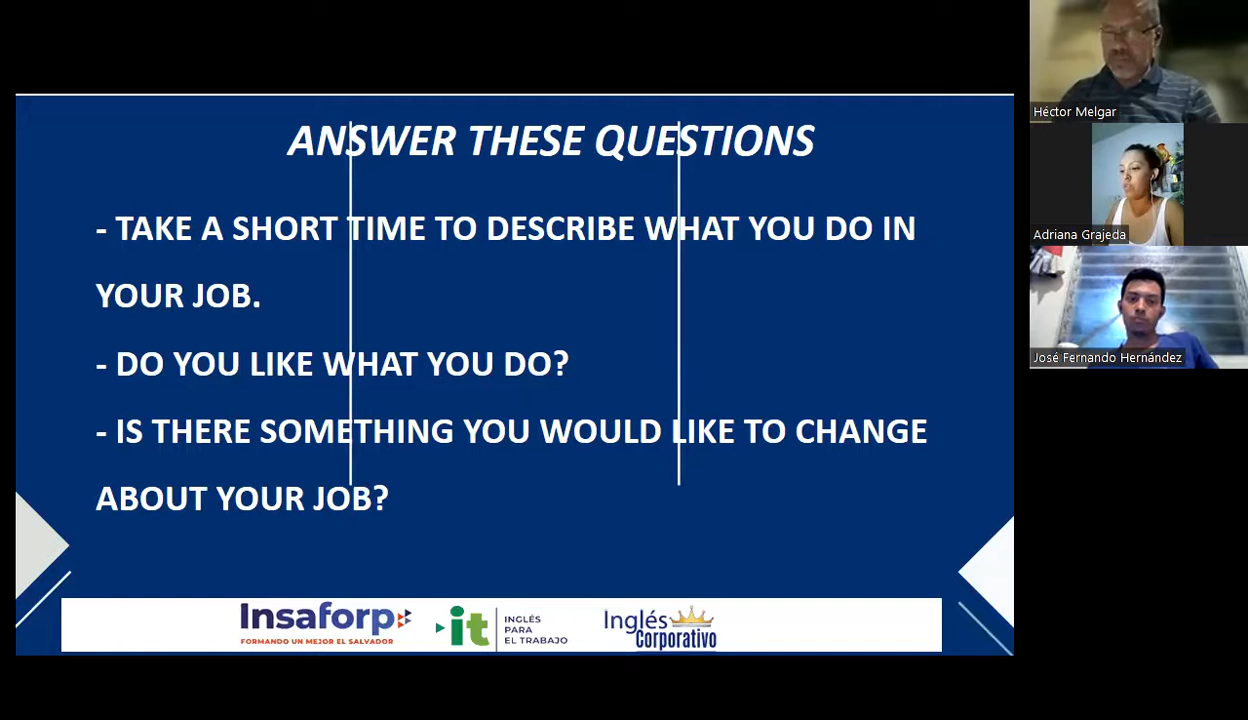 ANSWER THESE QUESTIONS
- TAKE A SHORT TIME TO DESCRIBE WHAT YOU DO IN
YOUR JOB.
- DO YOU LIKE WHAT YOU DO?
- IS THERE SOMETHING YOU WOULD LIKE TO CHANGE
ABOUT YOUR JOB?
Insaforp
FORMANDO UN MEJOR EL SALVADOR
it
INGLÉS
PARA
EL TRABAJO
Inglés
Corporativo
Héctor Melgar
Adriana Grajeda
José Fernando Hernández